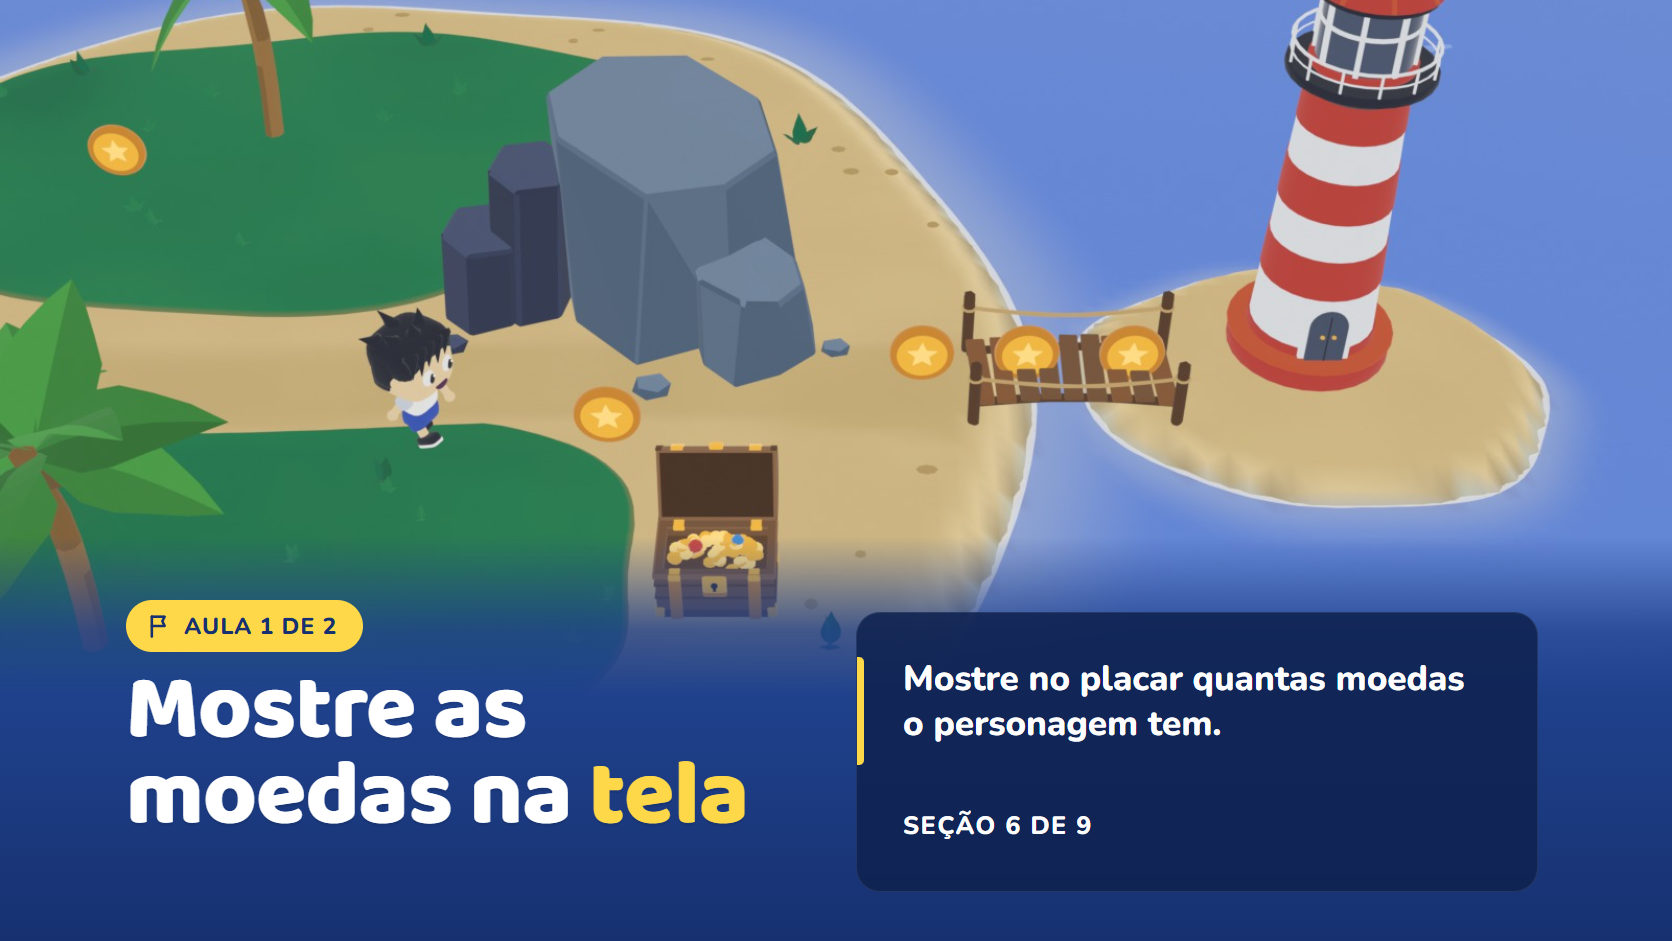 AULA 1 DE 2
Mostre as
moedas na tela
Mostre no placar quantas moedas
o personagem tem.
SEÇÃO 6 DE 9